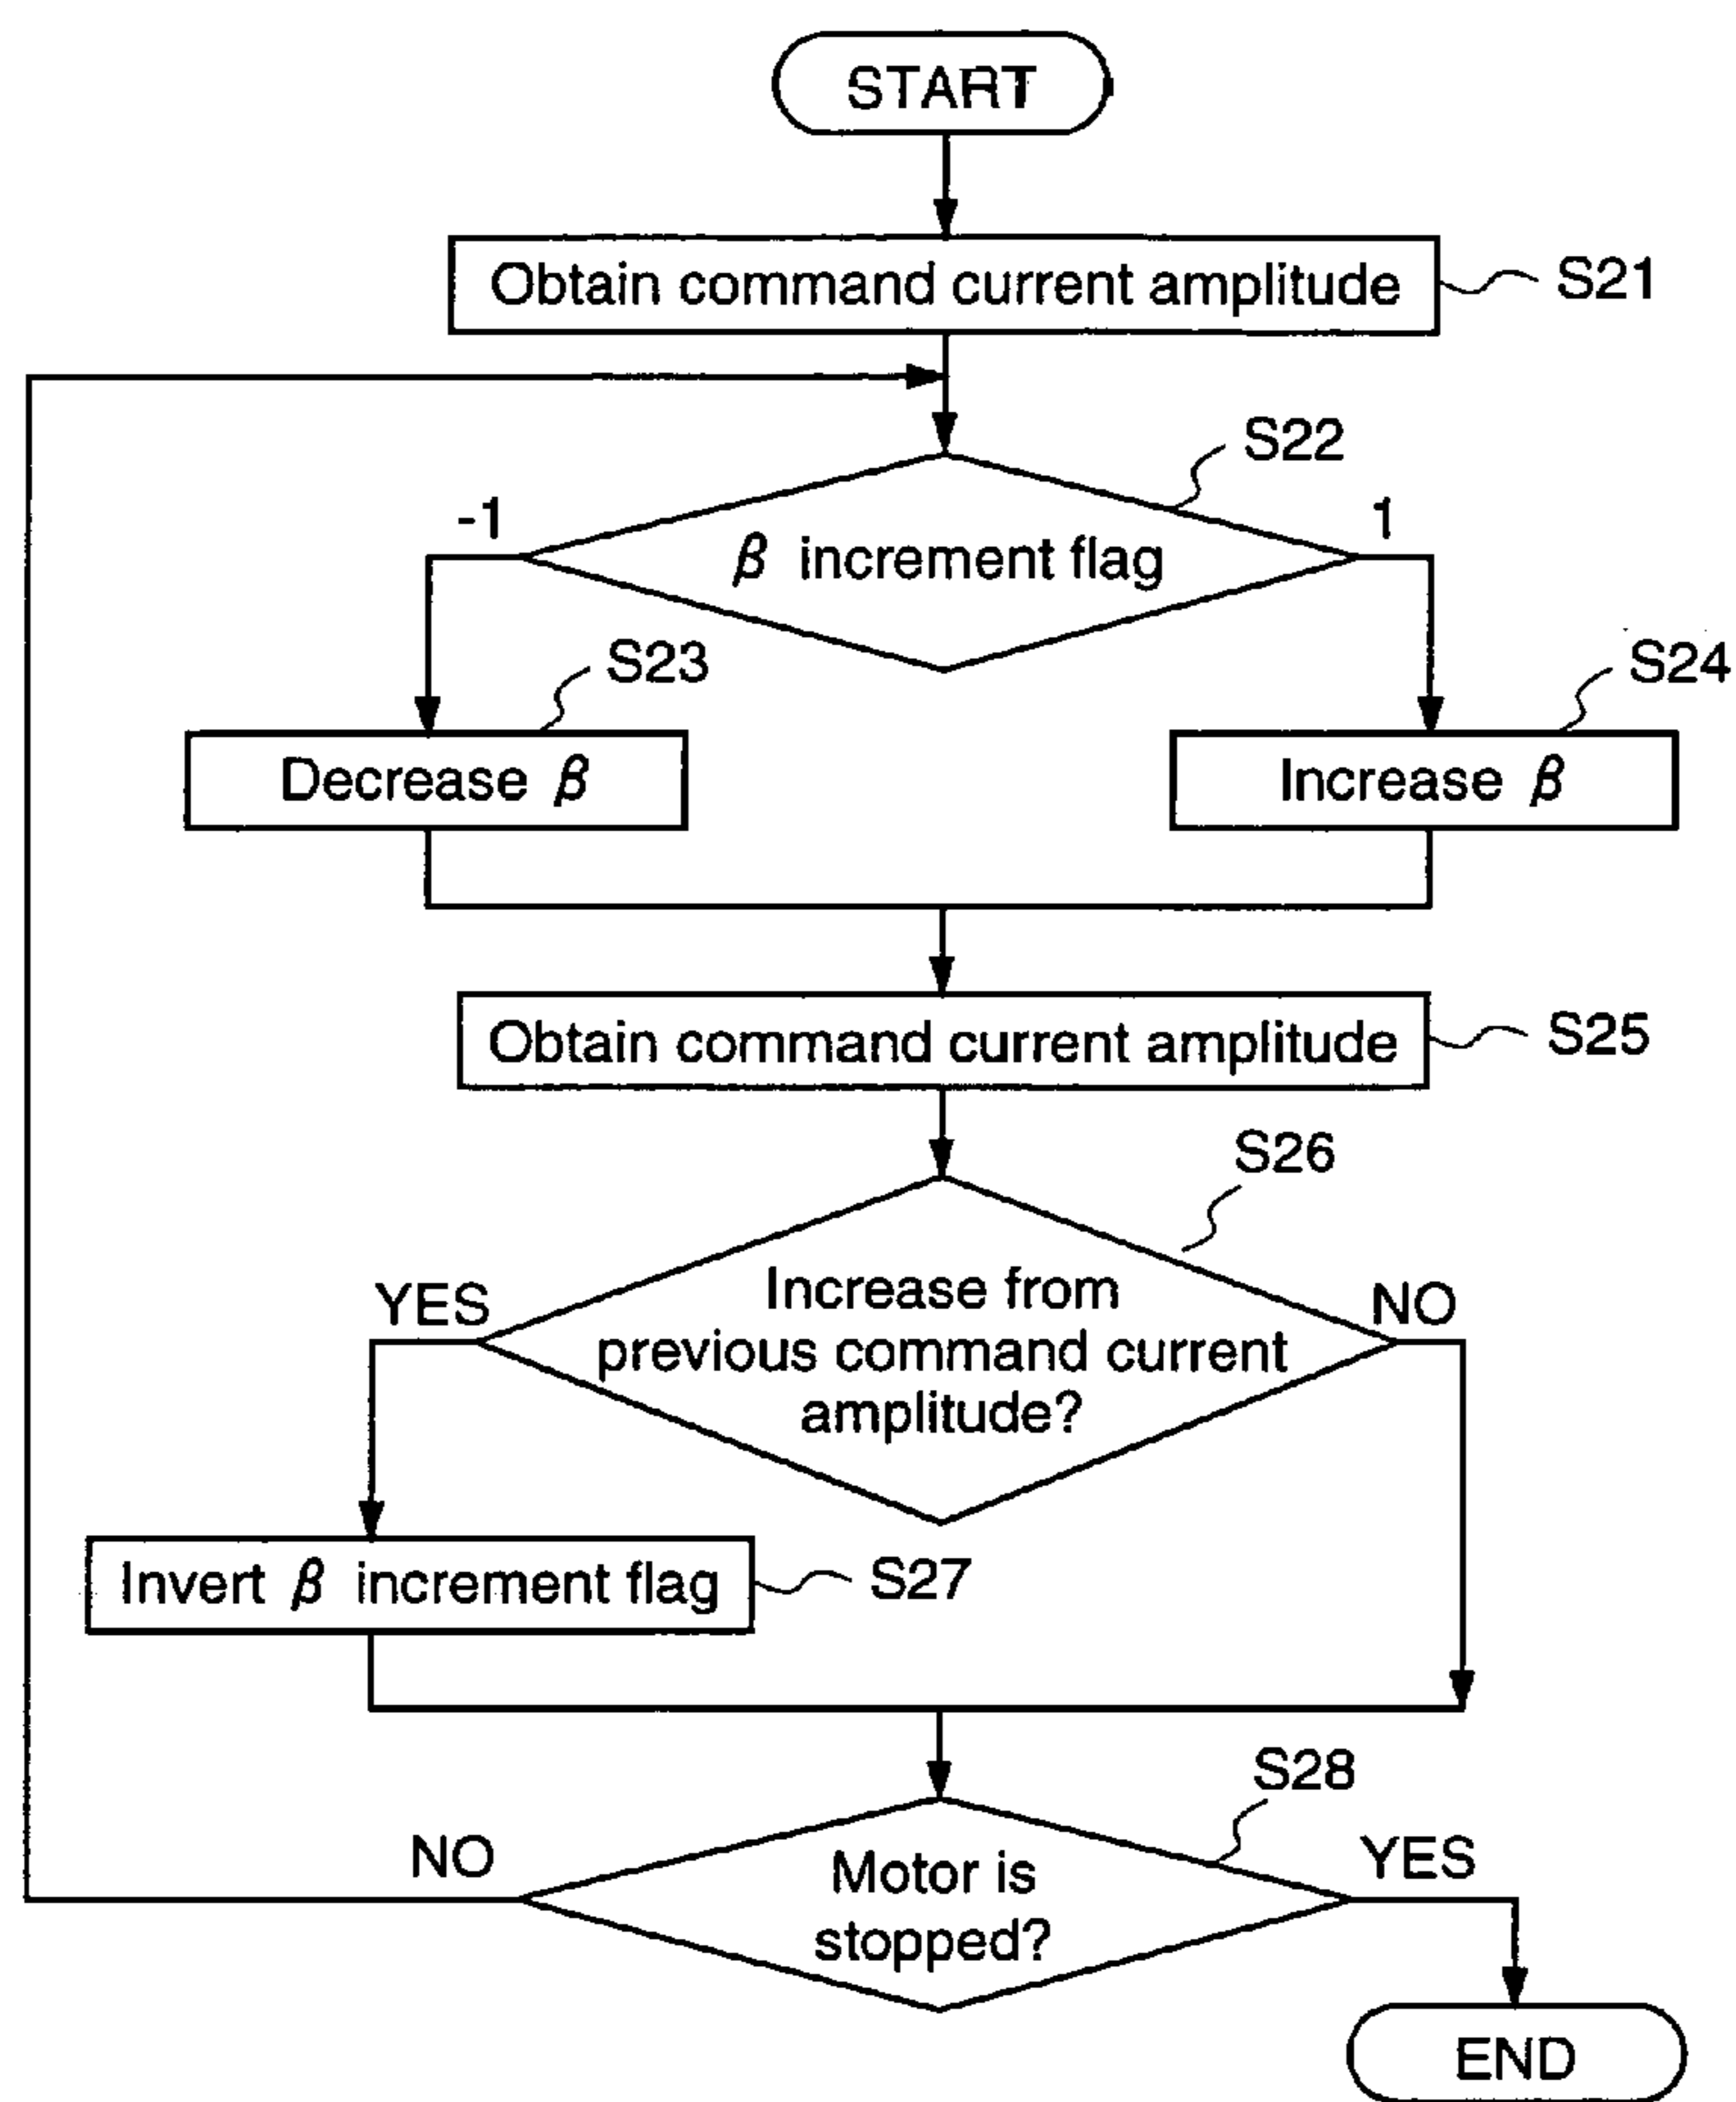 START
Obtain command current amplitude
S21
S22
-1
1
β increment flag
S23
S24
Decrease β
Increase β
Obtain command current amplitude
S25
S26
YES
NO
Increase from
previous command current
amplitude?
Invert β increment flag
S27
S28
NO
YES
Motor is
stopped?
END